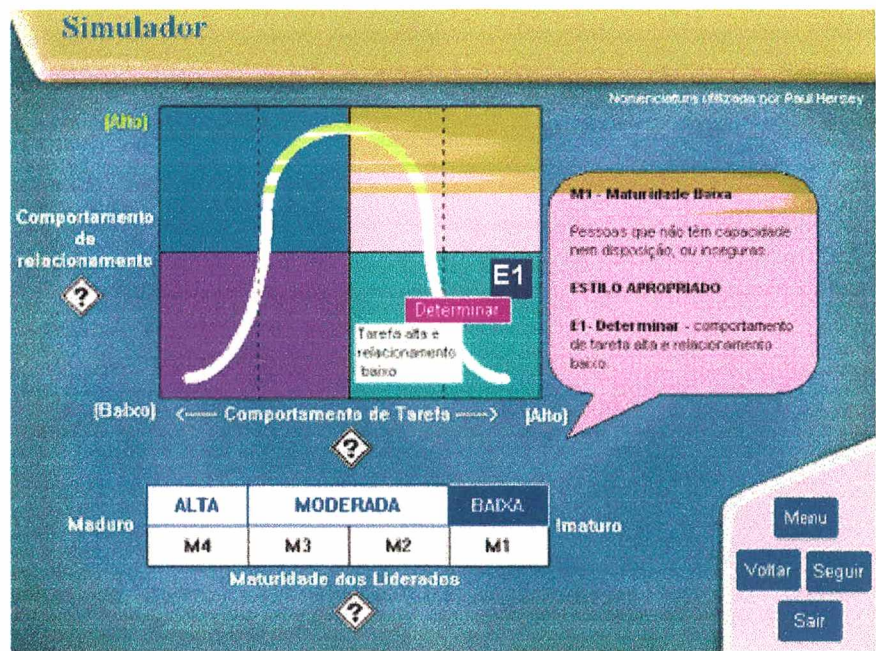 Simulador
Nomenclatura utilizada por Paul Hersey
(Alto)
Comportamento
de
relacionamento
?
E1
Determinar
Tarefa alta e
relacionamento
baixo
M1 - Maturidade Baixa
Pessoas que não têm capacidade
nem disposição, ou inseguras.
ESTILO APROPRIADO
E1- Determinar - comportamento
de tarefa alta e relacionamento
baixo.
(Baixo) <---- Comportamento de Tarefa ----> (Alto)
?
Maduro
ALTA MODERADA BAIXA
Imaturo
M4 M3 M2 M1
Maturidade dos Liderados
?
Menu
Voltar Seguir
Sair